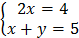 2x = 4
x + y = 5